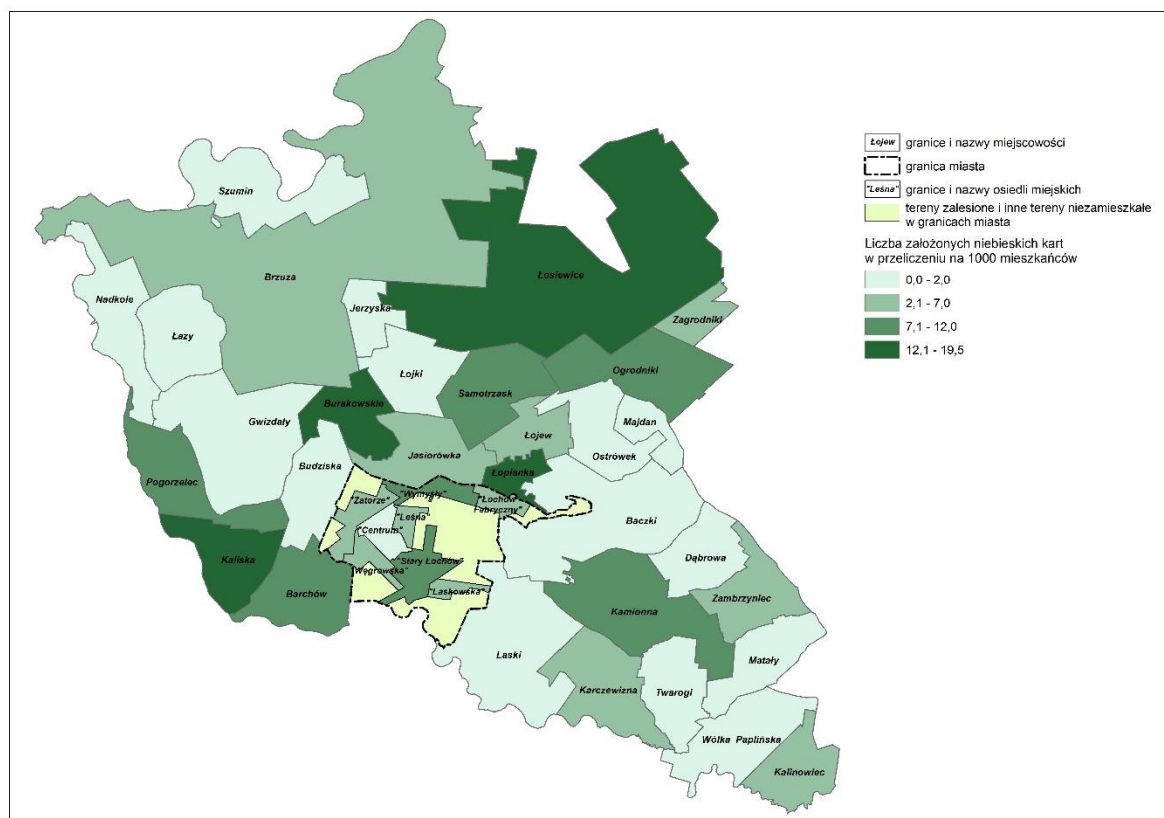 Łojew granice i nazwy miejscowości
granica miasta
"Leśna" granice i nazwy osiedli miejskich
tereny zalesione i inne tereny niezamieszkałe
w granicach miasta
Liczba założonych niebieskich kart
w przeliczeniu na 1000 mieszkańców
0,0 - 2,0
2,1 - 7,0
7,1 - 12,0
12,1 - 19,5
Szumin
Brzuza
Łosiewice
Nadkole
Jerzyska
Zagrodniki
Łazy
Łojki
Ogrodniki
Samotrzask
Burakowskie
Gwizdały
Majdan
Łojew
Jasiorówka
Ostrówek
Budziska
Pogorzelec
Łopianka
"Zatorze"
"Wymysły"
"Łochów
Fabryczny"
Baczki
"Leśna"
"Centrum"
Dąbrowa
Kaliska
"Stary Łochów"
"Węgrowska"
Barchów
"Laskowska"
Zambrzyniec
Kamionna
Laski
Matały
Karczewizna
Twarogi
Wólka Paplińska
Kalinowiec